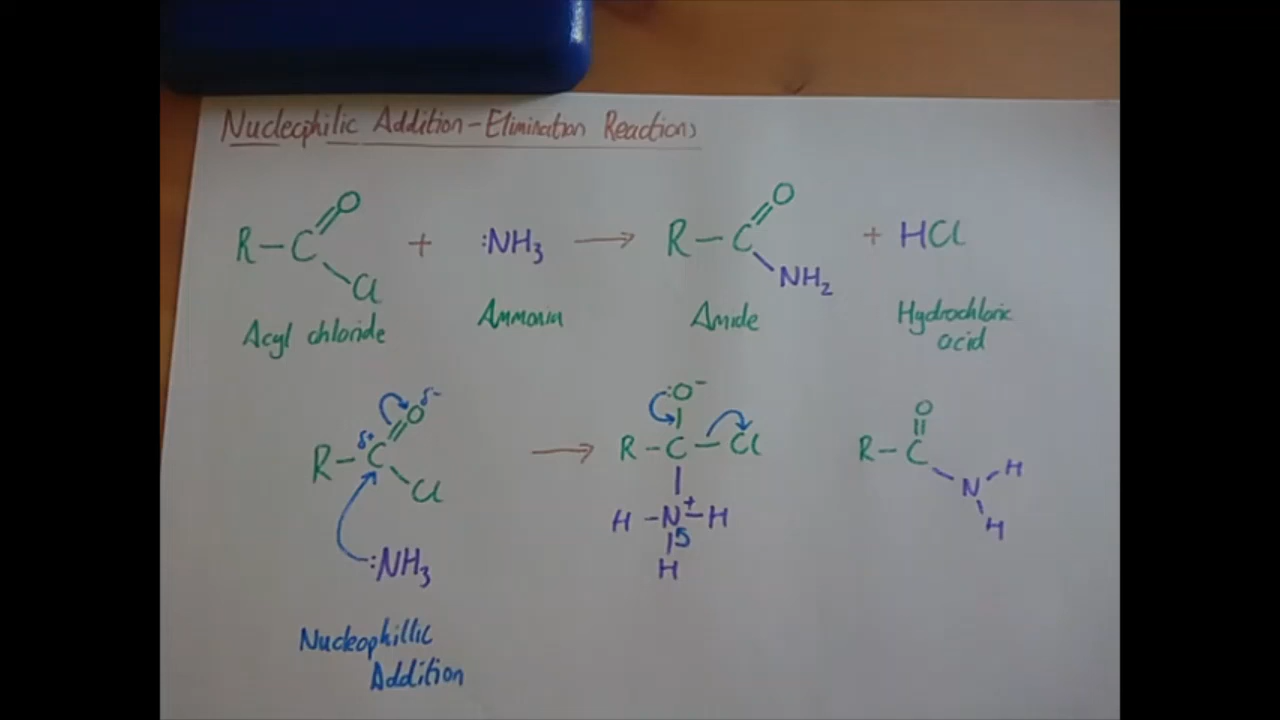 Nucleophilic Addition-Elimination Reactions
R-C=O Cl + :NH₃ → R-C=O NH₂ + HCl
Acyl chloride Ammonia Amide Hydrochloric acid
R-C=O Cl δ+ δ- → :O⁻ R-C-Cl R-C=O
:NH₃ H-N⁺-H H N H H
Nucleophillic
Addition